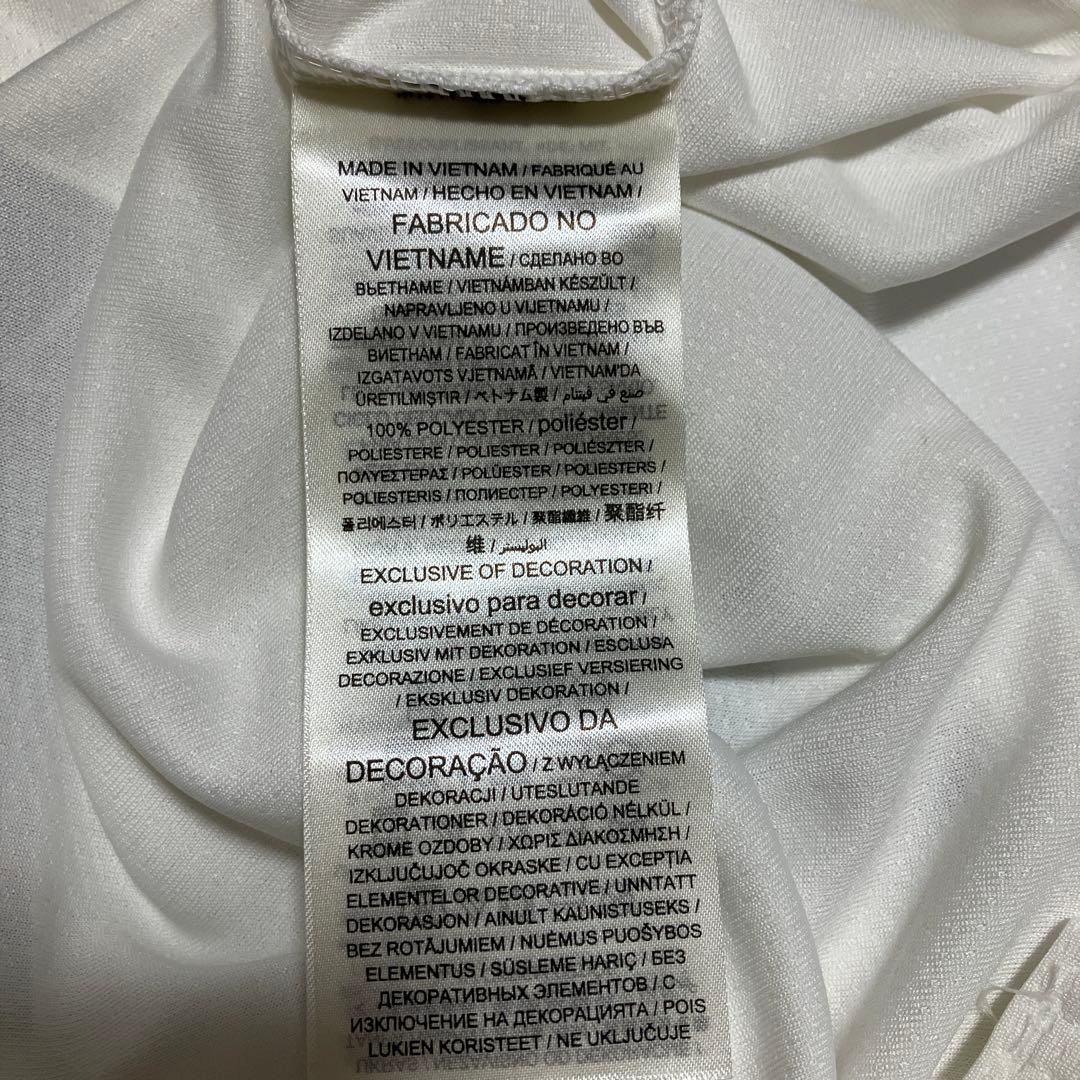 MADE IN VIETNAM / FABRIQUÉ AU
VIETNAM / HECHO EN VIETNAM /
FABRICADO NO
VIETNAME / СДЕЛАНО ВО
ВЬЕТНАМЕ / VIETNÁMBAN KÉSZÜLT /
NAPRAVLJENO U VIJETNAMU /
IZDELANO V VIETNAMU / ПРОИЗВЕДЕНО ВЪВ
ВИЕТНАМ / FABRICAT ÎN VIETNAM /
IZGATAVOTS VJETNAMĀ / VIETNAM'DA
ÜRETILMIŞTIR / ベトナム製 / صنع في فيتنام /
100% POLYESTER / poliéster /
POLIESTERE / POLIESTER / POLIÉSZTER /
ΠΟΛΥΕΣΤΕΡΑΣ / POLÜESTER / POLIESTERS /
POLIESTERIS / ПОЛИЕСТЕР / POLYESTERI /
폴리에스터 / ポリエステル / 聚酯纖維 / 聚酯纤
维 / البوليستر
EXCLUSIVE OF DECORATION /
exclusivo para decorar /
EXCLUSIVEMENT DE DÉCORATION /
EXKLUSIV MIT DEKORATION / ESCLUSA
DECORAZIONE / EXCLUSIEF VERSIERING
/ EKSKLUSIV DEKORATION /
EXCLUSIVO DA
DECORAÇÃO / Z WYŁĄCZENIEM
DEKORACJI / UTESLUTANDE
DEKORATIONER / DEKORÁCIÓ NÉLKÜL /
KROME OZDOBY / ΧΩΡΙΣ ΔΙΑΚΟΣΜΗΣΗ /
IZKLJUČUJOČ OKRASKE / CU EXCEPȚIA
ELEMENTELOR DECORATIVE / UNNTATT
DEKORASJON / AINULT KAUNISTUSEKS /
BEZ ROTĀJUMIEM / NUĖMUS PUOŠYBOS
ELEMENTUS / SÜSLEME HARIÇ / БЕЗ
ДЕКОРАТИВНЫХ ЭЛЕМЕНТОВ / С
ИЗКЛЮЧЕНИЕ НА ДЕКОРАЦИЯТА / POIS
LUKIEN KORISTEET / NE UKLJUČUJE